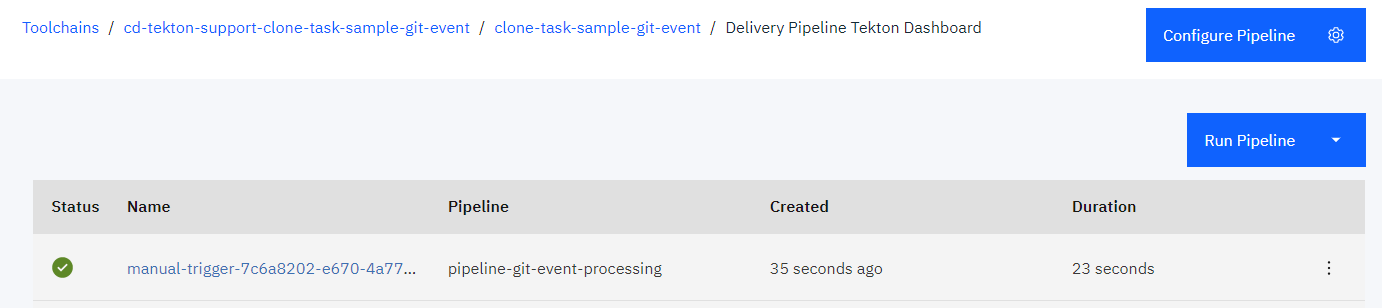 Toolchains / cd-tekton-support-clone-task-sample-git-event / clone-task-sample-git-event / Delivery Pipeline Tekton Dashboard
Configure Pipeline
Run Pipeline
Status Name Pipeline Created Duration
manual-trigger-7c6a8202-e670-4a77... pipeline-git-event-processing 35 seconds ago 23 seconds